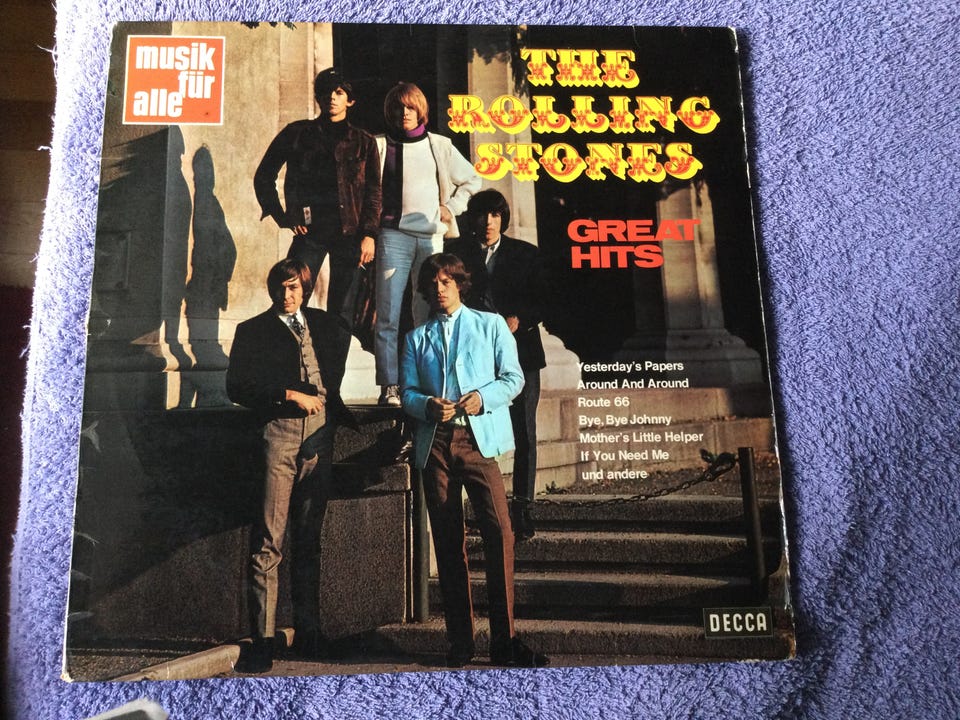 musik
für
alle
THE
ROLLING
STONES
GREAT
HITS
Yesterday's Papers
Around And Around
Route 66
Bye, Bye Johnny
Mother's Little Helper
If You Need Me
und andere
DECCA